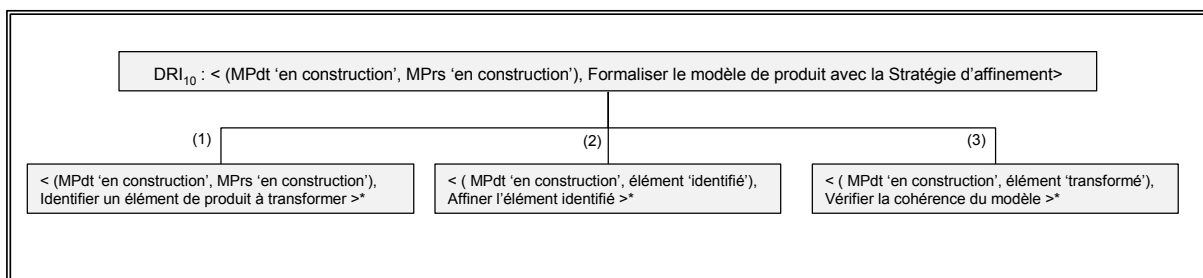 DRI10 : < (MPdt ‘en construction’, MPrs ‘en construction’), Formaliser le modèle de produit avec la Stratégie d’affinement>
(1)
(2)
(3)
< (MPdt ‘en construction’, MPrs ‘en construction’),
Identifier un élément de produit à transformer >*
< ( MPdt ‘en construction’, élément ‘identifié’),
Affiner l’élément identifié >*
< ( MPdt ‘en construction’, élément ‘transformé’),
Vérifier la cohérence du modèle >*